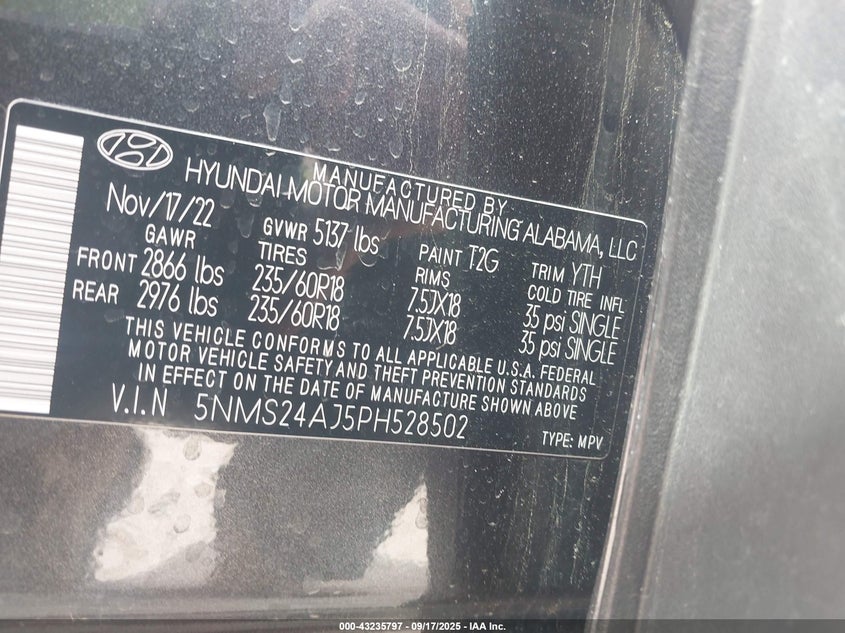 MANUFACTURED BY
HYUNDAI MOTOR MANUFACTURING ALABAMA, LLC
Nov/17/22 GVWR 5137 lbs PAINT T2G TRIM YTH
GAWR TIRES RIMS COLD TIRE INFL
FRONT 2866 lbs 235/60R18 7.5JX18 35 psi SINGLE
REAR 2976 lbs 235/60R18 7.5JX18 35 psi SINGLE
THIS VEHICLE CONFORMS TO ALL APPLICABLE U.S.A. FEDERAL
MOTOR VEHICLE SAFETY AND THEFT PREVENTION STANDARDS
IN EFFECT ON THE DATE OF MANUFACTURE SHOWN ABOVE
V.I.N 5NMS24AJ5PH528502 TYPE: MPV
000-43235797 - 09/17/2025 - IAA Inc.